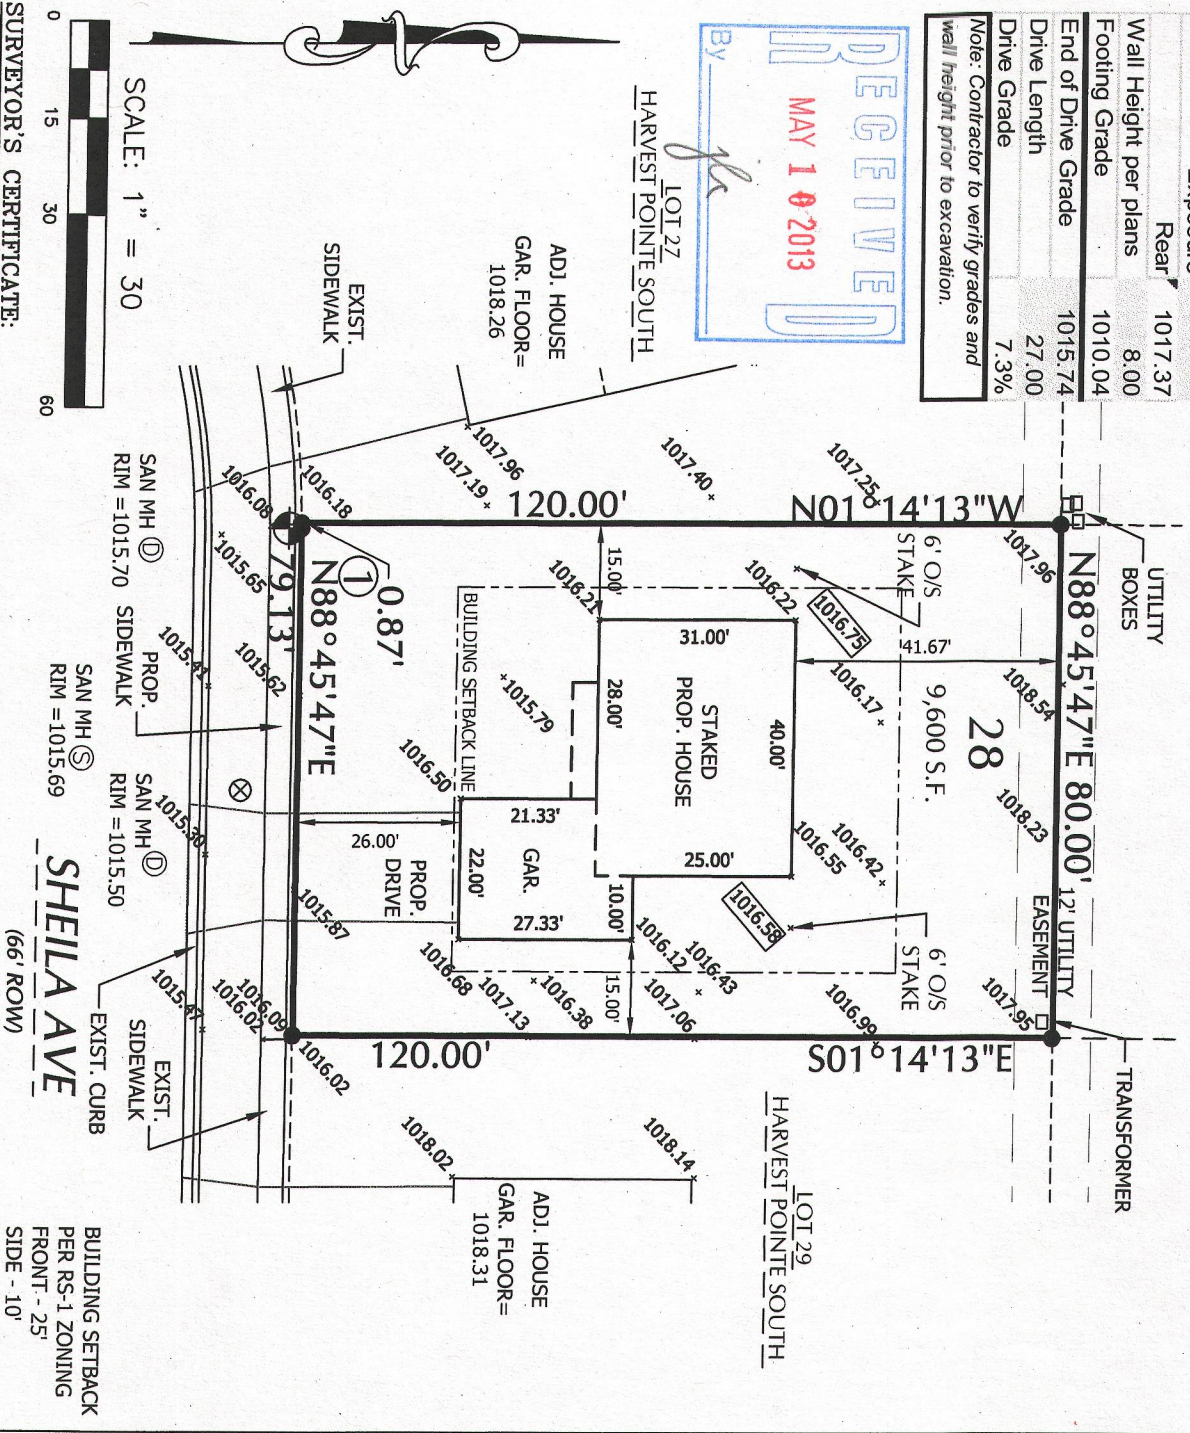 Rear 1017.37
Wall Height per plans 8.00
Footing Grade 1010.04
End of Drive Grade 1015.74
Drive Length 27.00
Drive Grade 7.3%
Note: Contractor to verify grades and
wall height prior to excavation.
RECEIVED
MAY 10 2013
By
LOT 27
HARVEST POINTE SOUTH
ADJ. HOUSE
GAR. FLOOR=
1018.26
EXIST.
SIDEWALK
SCALE: 1" = 30
0 15 30 60
SURVEYOR'S CERTIFICATE:
UTILITY
BOXES
N88°45'47"E 80.00'
12' UTILITY
EASEMENT
TRANSFORMER
1017.96
1018.54
1018.23
1017.95
N01°14'13"W
120.00'
1017.25
1017.40
1017.96
1017.19
1016.18
1016.08
6' O/S
STAKE
41.67'
28
9,600 S.F.
6' O/S
STAKE
1016.75
1016.22
1016.17
1016.42
1016.55
1016.58
1016.99
S01°14'13"E
120.00'
15.00'
1016.21
31.00'
40.00'
STAKED
PROP. HOUSE
28.00'
25.00'
10.00'
1016.12
1016.43
1017.06
15.00'
1016.38
1017.13
1016.68
1015.79
BUILDING SETBACK LINE
1016.50
21.33'
GAR.
22.00'
27.33'
26.00'
PROP.
DRIVE
0.87'
1
N88°45'47"E
79.13'
1015.65
1015.62
1015.41
1015.30
1015.87
1015.47
1016.09
1016.02
1016.02
SAN MH D
RIM =1015.70
PROP.
SIDEWALK
SAN MH S
RIM =1015.69
SAN MH D
RIM =1015.50
SHEILA AVE
(66' ROW)
EXIST. CURB
EXIST.
SIDEWALK
LOT 29
HARVEST POINTE SOUTH
1018.14
1018.02
ADJ. HOUSE
GAR. FLOOR=
1018.31
BUILDING SETBACK
PER RS-1 ZONING
FRONT - 25'
SIDE - 10'